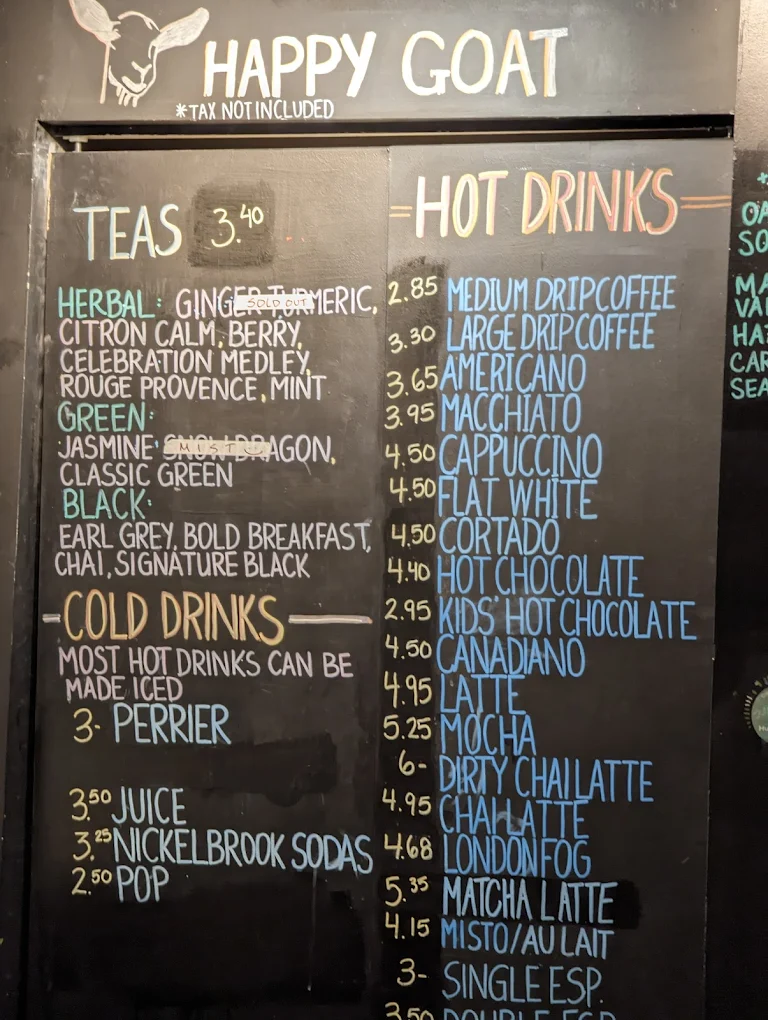 HAPPY GOAT
*TAX NOT INCLUDED
TEAS 3.40
HERBAL: GINGER TURMERIC,
SOLD OUT
CITRON CALM, BERRY,
CELEBRATION MEDLEY,
ROUGE PROVENCE, MINT
GREEN:
JASMINE, SNOW DRAGON,
MIST
CLASSIC GREEN
BLACK:
EARL GREY, BOLD BREAKFAST,
CHAI, SIGNATURE BLACK
COLD DRINKS
MOST HOT DRINKS CAN BE
MADE ICED
3- PERRIER
3.50 JUICE
3.25 NICKELBROOK SODAS
2.50 POP
HOT DRINKS
2.85 MEDIUM DRIP COFFEE
3.30 LARGE DRIP COFFEE
3.65 AMERICANO
3.95 MACCHIATO
4.50 CAPPUCCINO
4.50 FLAT WHITE
4.50 CORTADO
4.40 HOT CHOCOLATE
2.95 KIDS' HOT CHOCOLATE
4.50 CANADIANO
4.95 LATTE
5.25 MOCHA
6- DIRTY CHAI LATTE
4.95 CHAI LATTE
4.68 LONDON FOG
5.35 MATCHA LATTE
4.15 MISTO/AU LAIT
3- SINGLE ESP.
3.50 DOUBLE ESP